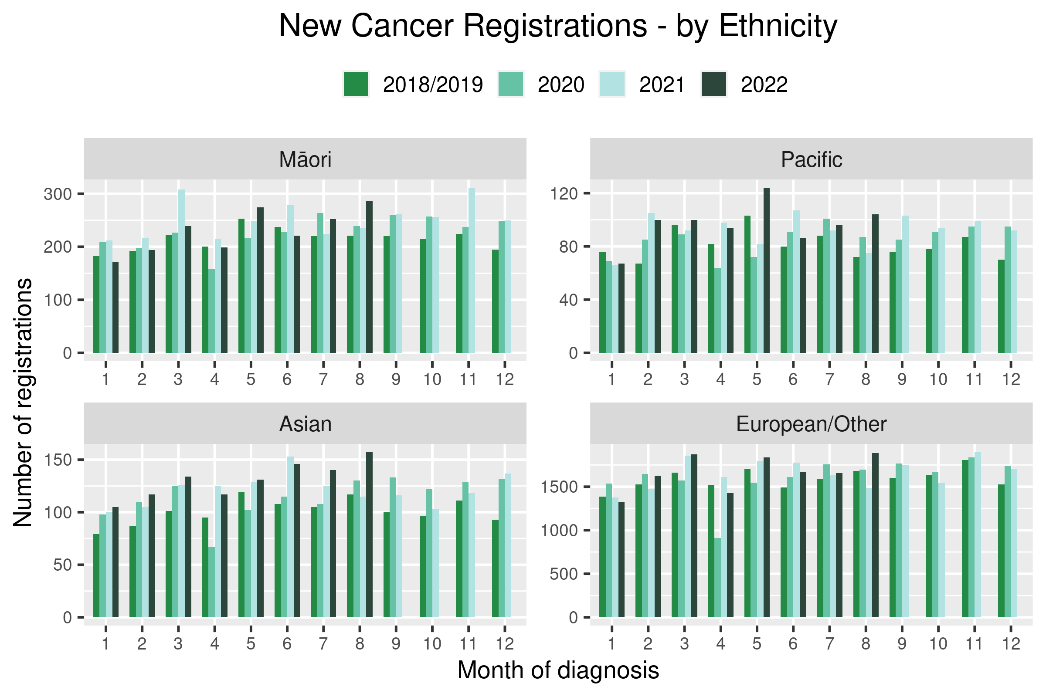 New Cancer Registrations - by Ethnicity
2018/2019 2020 2021 2022
Māori
300
200
100
0
1 2 3 4 5 6 7 8 9 10 11 12
Pacific
120
80
40
0
1 2 3 4 5 6 7 8 9 10 11 12
Number of registrations
Asian
150
100
50
0
1 2 3 4 5 6 7 8 9 10 11 12
European/Other
1500
1000
500
0
1 2 3 4 5 6 7 8 9 10 11 12
Month of diagnosis